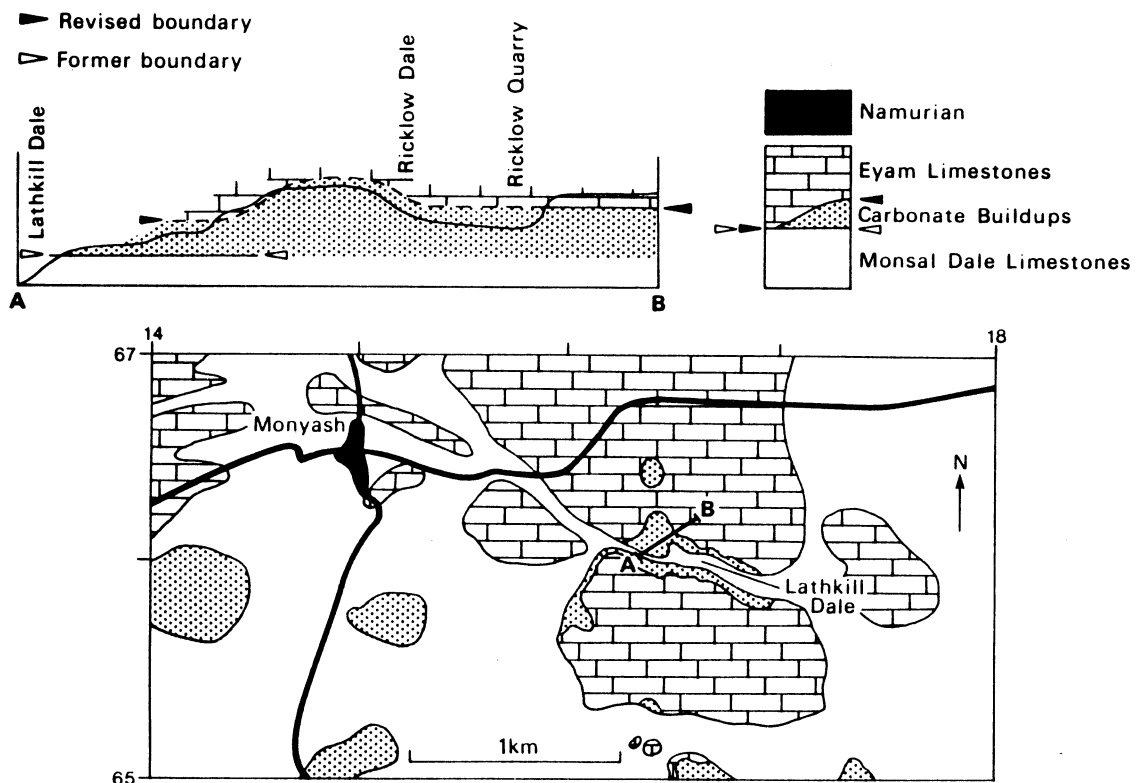 Revised boundary
Former boundary
Lathkill Dale
Ricklow Dale
Ricklow Quarry
A
B
Namurian
Eyam Limestones
Carbonate Buildups
Monsal Dale Limestones
14
18
67
Monyash
N
B
A
Lathkill
Dale
1km
65